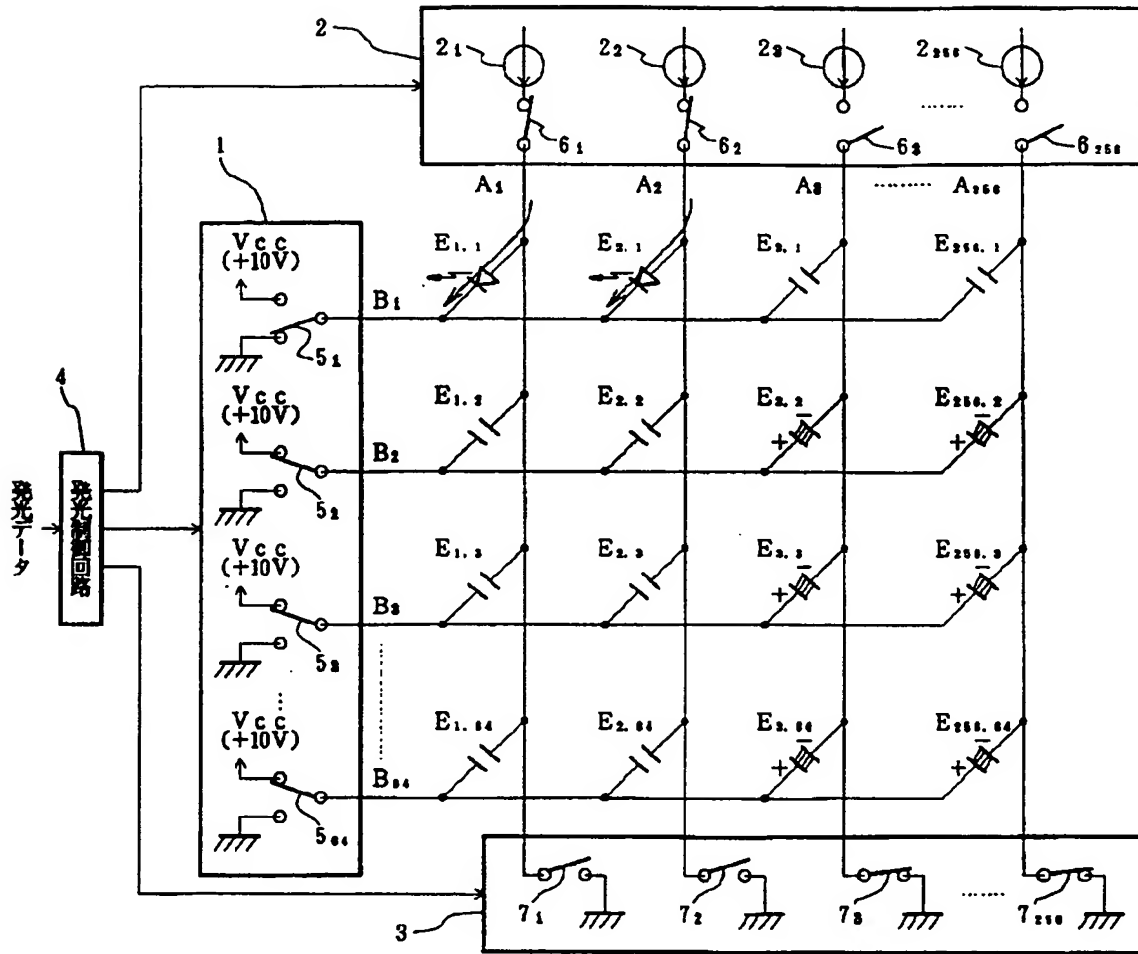 2
2₁
2₂
2₃
2₂₅₆
6₁
6₂
6₃
6₂₅₆
1
A₁
A₂
A₃
A₂₅₆
Vcc
(+10V)
B₁
5₁
E₁.₁
E₂.₁
E₃.₁
E₂₅₆.₁
4
発光データ
発光制御回路
Vcc
(+10V)
B₂
5₂
E₁.₂
E₂.₂
E₃.₂
E₂₅₆.₂
+ −
+ −
Vcc
(+10V)
B₃
5₃
E₁.₃
E₂.₃
E₃.₃
E₂₅₆.₃
+ −
+ −
Vcc
(+10V)
B₆₄
5₆₄
E₁.₆₄
E₂.₆₄
E₃.₆₄
E₂₅₆.₆₄
+ −
+ −
3
7₁
7₂
7₃
7₂₅₆